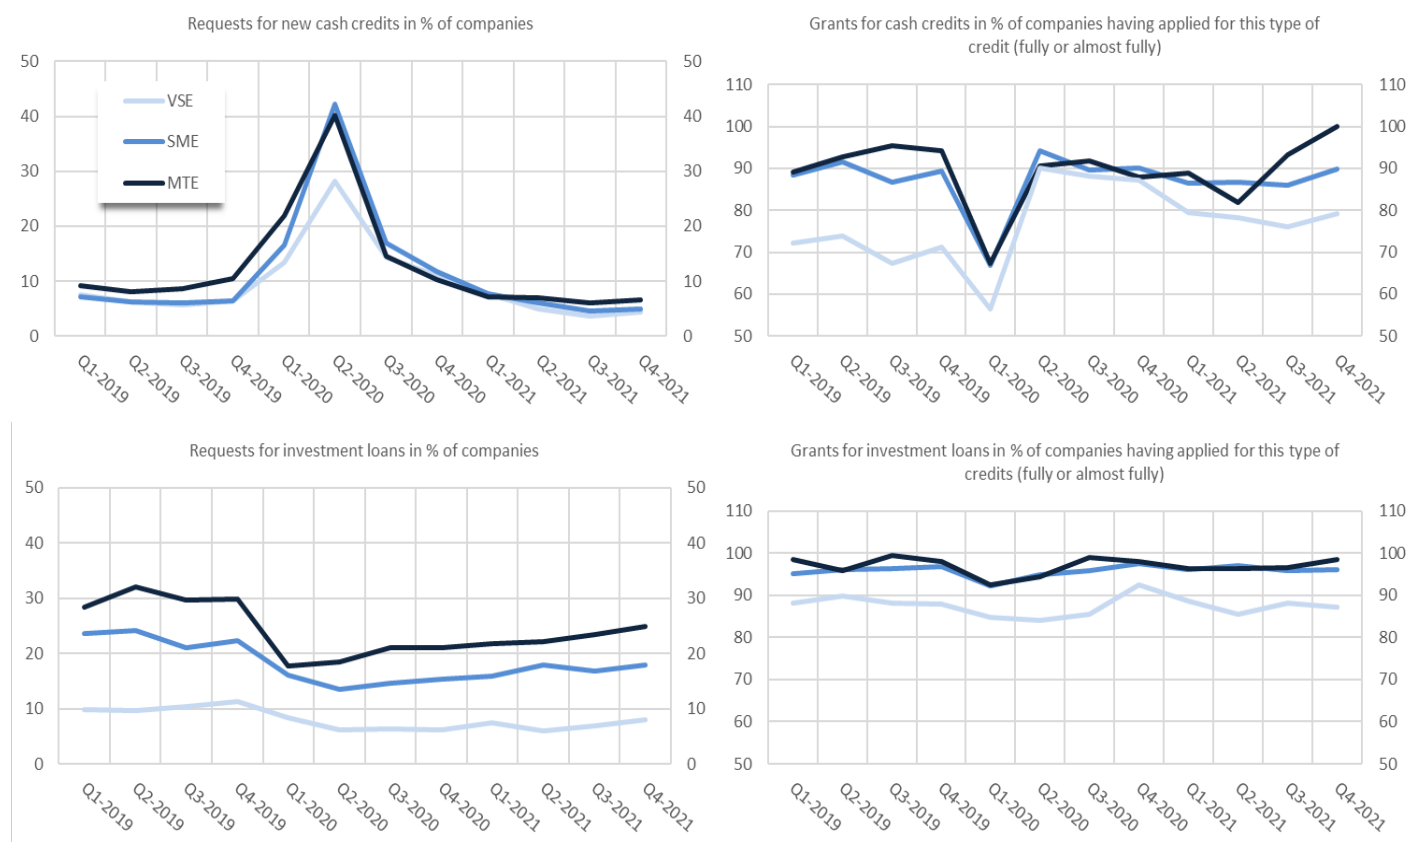 Requests for new cash credits in % of companies
50
40
30
20
10
0
50
40
30
20
10
0
VSE
SME
MTE
Q1-2019
Q2-2019
Q3-2019
Q4-2019
Q1-2020
Q2-2020
Q3-2020
Q4-2020
Q1-2021
Q2-2021
Q3-2021
Q4-2021
Grants for cash credits in % of companies having applied for this type of
credit (fully or almost fully)
110
100
90
80
70
60
50
110
100
90
80
70
60
50
Q1-2019
Q2-2019
Q3-2019
Q4-2019
Q1-2020
Q2-2020
Q3-2020
Q4-2020
Q1-2021
Q2-2021
Q3-2021
Q4-2021
Requests for investment loans in % of companies
50
40
30
20
10
0
50
40
30
20
10
0
Q1-2019
Q2-2019
Q3-2019
Q4-2019
Q1-2020
Q2-2020
Q3-2020
Q4-2020
Q1-2021
Q2-2021
Q3-2021
Q4-2021
Grants for investment loans in % of companies having applied for this type of
credits (fully or almost fully)
110
100
90
80
70
60
50
110
100
90
80
70
60
50
Q1-2019
Q2-2019
Q3-2019
Q4-2019
Q1-2020
Q2-2020
Q3-2020
Q4-2020
Q1-2021
Q2-2021
Q3-2021
Q4-2021